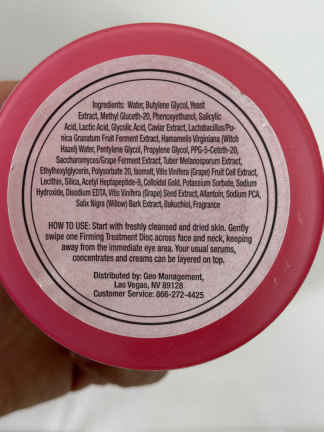 Ingredients: Water, Butylene Glycol, Yeast
Extract, Methyl Gluceth-20, Phenoxyethanol, Salicylic
Acid, Lactic Acid, Glycolic Acid, Caviar Extract, Lactobacillus/Pu-
nica Granatum Fruit Ferment Extract, Hamamelis Virginiana (Witch
Hazel) Water, Pentylene Glycol, Propylene Glycol, PPG-5-Ceteth-20,
Saccharomyces/Grape Ferment Extract, Tuber Melanosporum Extract,
Ethylhexylglycerin, Polysorbate 20, Isomalt, Vitis Vinifera (Grape) Fruit Cell Extract,
Lecithin, Silica, Acetyl Heptapeptide-9, Colloidal Gold, Potassium Sorbate, Sodium
Hydroxide, Disodium EDTA, Vitis Vinifera (Grape) Seed Extract, Allantoin, Sodium PCA,
Salix Nigra (Willow) Bark Extract, Bakuchiol, Fragrance
HOW TO USE: Start with freshly cleansed and dried skin. Gently
swipe one Firming Treatment Disc across face and neck, keeping
away from the immediate eye area. Your usual serums,
concentrates and creams can be layered on top.
Distributed by: Geo Management,
Las Vegas, NV 89128
Customer Service: 866-272-4425